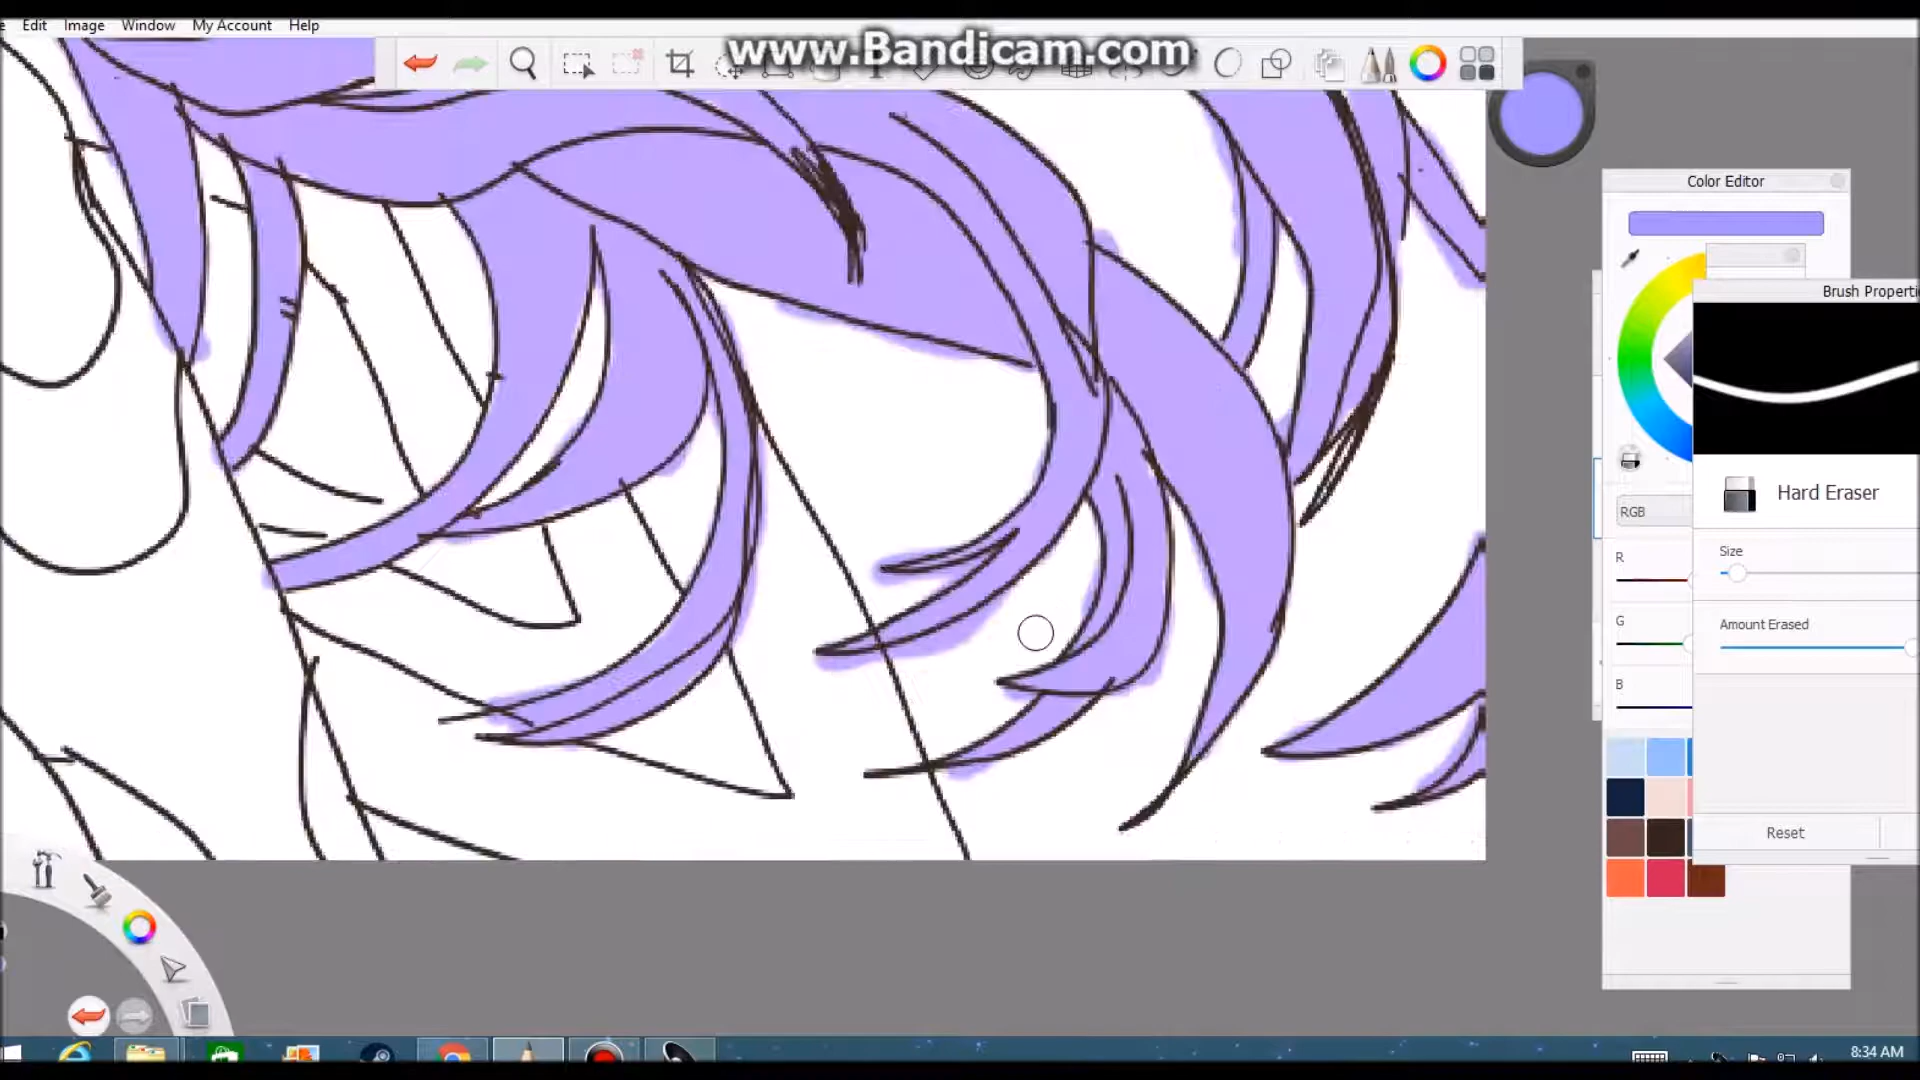 Edit Image Window My Account Help
www.Bandicam.com
Color Editor
Brush Properti
Hard Eraser
RGB
Size
R
Amount Erased
G
B
Reset
8:34 AM